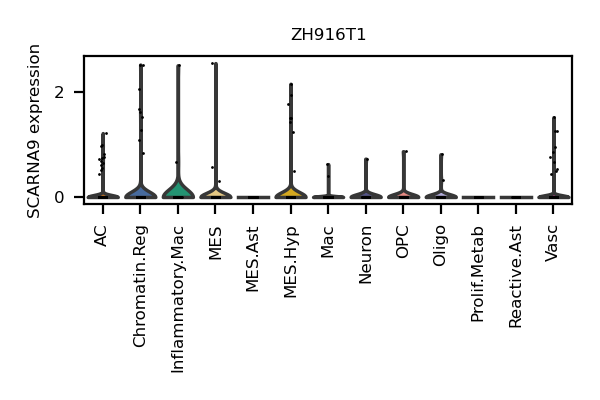 ZH916T1
SCARNA9 expression
2
0
AC
Chromatin.Reg
Inflammatory.Mac
MES
MES.Ast
MES.Hyp
Mac
Neuron
OPC
Oligo
Prolif.Metab
Reactive.Ast
Vasc